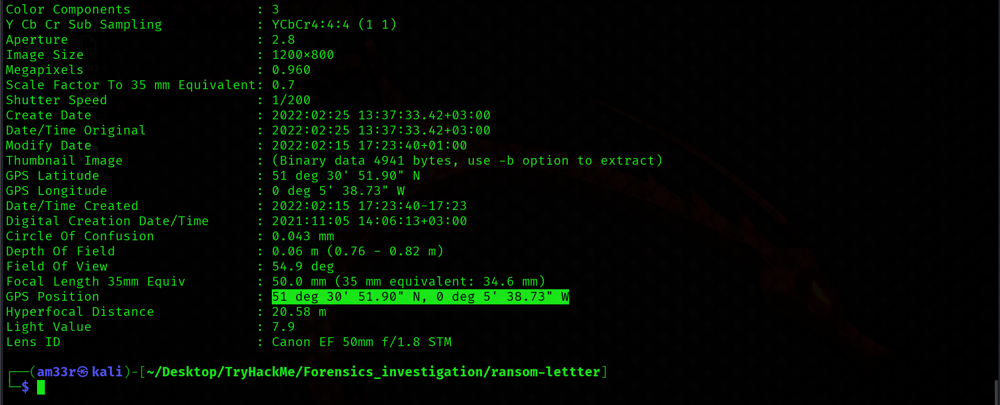 Color Components : 3
Y Cb Cr Sub Sampling : YCbCr4:4:4 (1 1)
Aperture : 2.8
Image Size : 1200×800
Megapixels : 0.960
Scale Factor To 35 mm Equivalent: 0.7
Shutter Speed : 1/200
Create Date : 2022:02:25 13:37:33.42+03:00
Date/Time Original : 2022:02:25 13:37:33.42+03:00
Modify Date : 2022:02:15 17:23:40+01:00
Thumbnail Image : (Binary data 4941 bytes, use -b option to extract)
GPS Latitude : 51 deg 30' 51.90" N
GPS Longitude : 0 deg 5' 38.73" W
Date/Time Created : 2022:02:15 17:23:40-17:23
Digital Creation Date/Time : 2021:11:05 14:06:13+03:00
Circle Of Confusion : 0.043 mm
Depth Of Field : 0.06 m (0.76 - 0.82 m)
Field Of View : 54.9 deg
Focal Length 35mm Equiv : 50.0 mm (35 mm equivalent: 34.6 mm)
GPS Position : 51 deg 30' 51.90" N, 0 deg 5' 38.73" W
Hyperfocal Distance : 20.58 m
Light Value : 7.9
Lens ID : Canon EF 50mm f/1.8 STM
┌──(am33r㉿kali)-[~/Desktop/TryHackMe/Forensics_investigation/ransom-lettter]
└─$